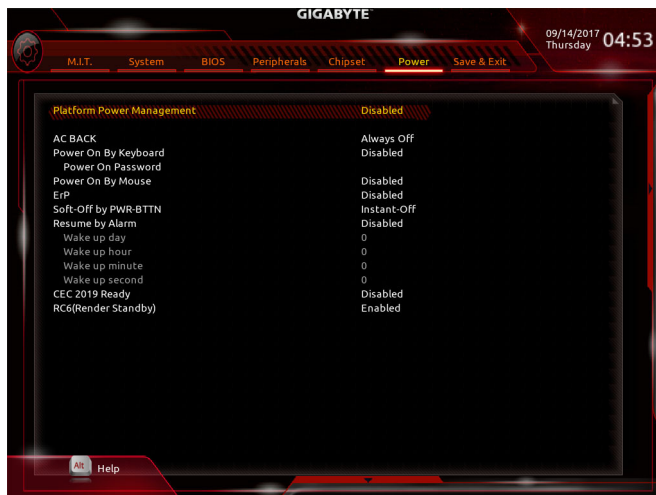 GIGABYTE™
09/14/2017
Thursday 04:53
M.I.T. System BIOS Peripherals Chipset Power Save & Exit
Platform Power Management Disabled
AC BACK Always Off
Power On By Keyboard Disabled
Power On Password
Power On By Mouse Disabled
ErP Disabled
Soft-Off by PWR-BTTN Instant-Off
Resume by Alarm Disabled
Wake up day 0
Wake up hour 0
Wake up minute 0
Wake up second 0
CEC 2019 Ready Disabled
RC6(Render Standby) Enabled
Alt Help